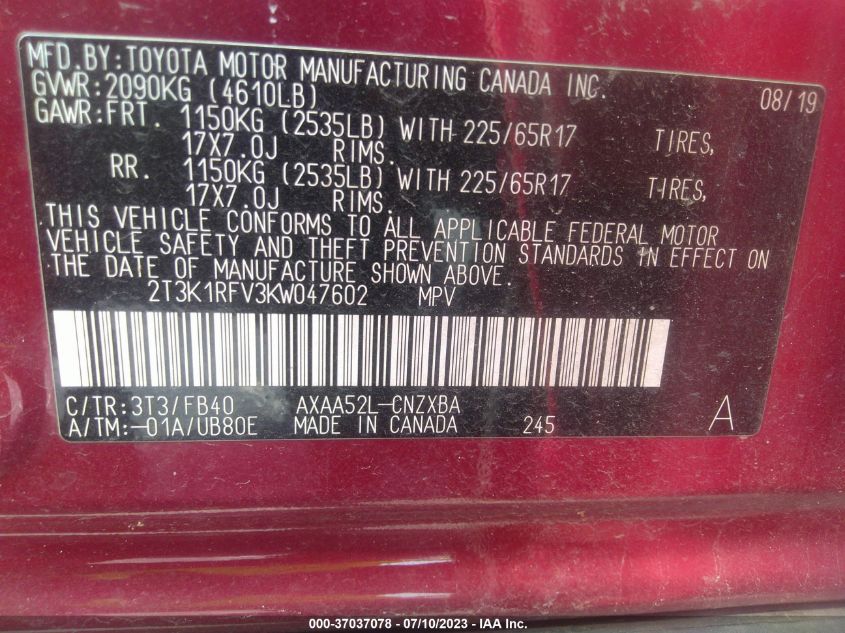 MFD.BY:TOYOTA MOTOR MANUFACTURING CANADA INC.
GVWR:2090KG (4610LB) 08/19
GAWR:FRT. 1150KG (2535LB) WITH 225/65R17 TIRES,
17X7.0J RIMS.
RR. 1150KG (2535LB) WITH 225/65R17 TIRES,
17X7.0J RIMS.
THIS VEHICLE CONFORMS TO ALL APPLICABLE FEDERAL MOTOR
VEHICLE SAFETY AND THEFT PREVENTION STANDARDS IN EFFECT ON
THE DATE OF MANUFACTURE SHOWN ABOVE.
2T3K1RFV3KW047602 MPV
C/TR:3T3/FB40 AXAA52L-CNZXBA
A/TM:-01A/UB80E MADE IN CANADA 245 A
000-37037078 - 07/10/2023 - IAA Inc.